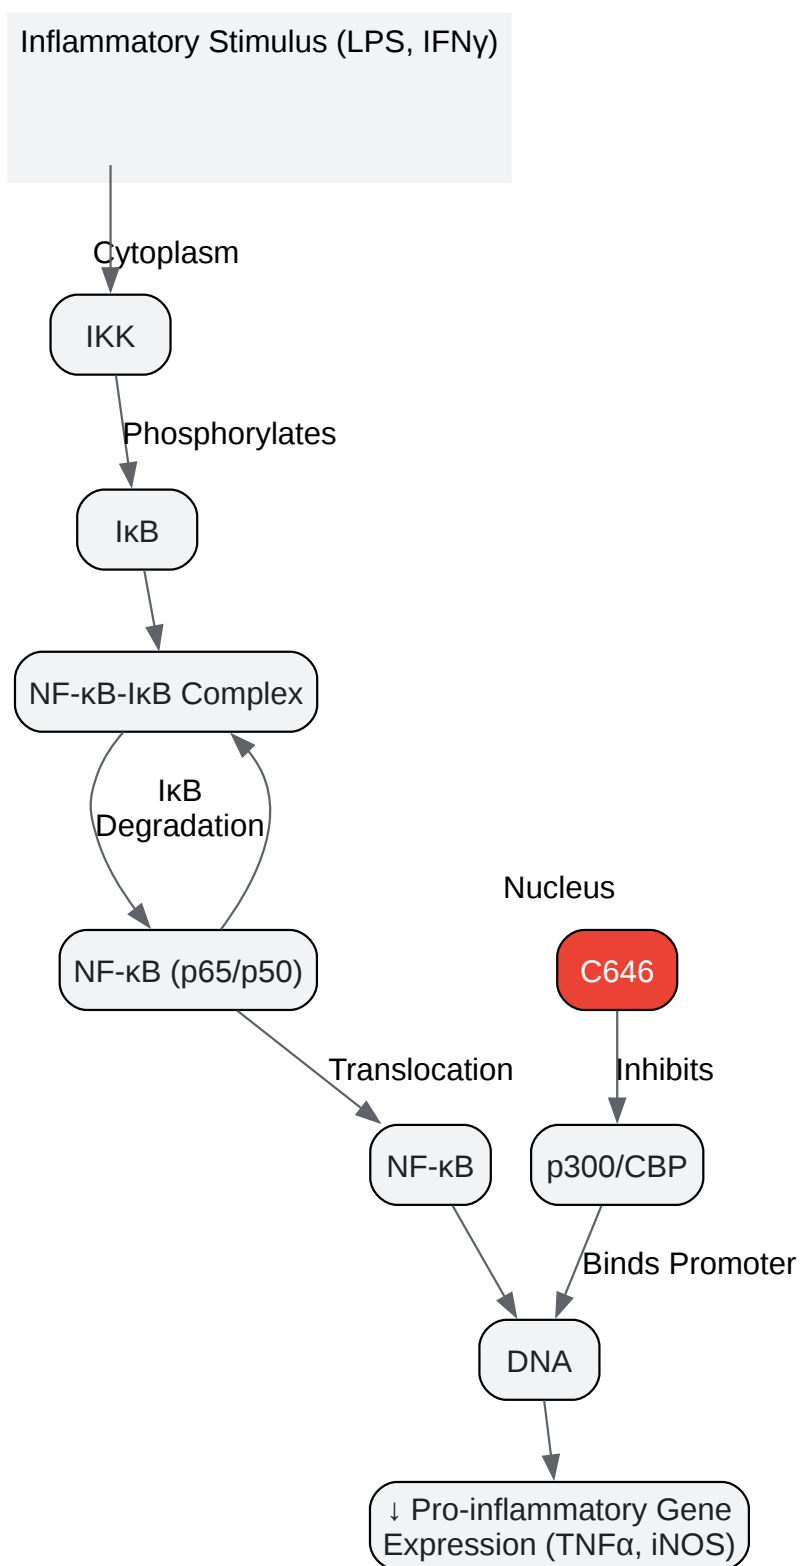 Inflammatory Stimulus (LPS, IFNγ)
Cytoplasm
IKK
Phosphorylates
IκB
NF-κB-IκB Complex
IκB
Degradation
Nucleus
NF-κB (p65/p50)
C646
Translocation
Inhibits
NF-κB
p300/CBP
Binds Promoter
DNA
↓ Pro-inflammatory Gene
Expression (TNFα, iNOS)